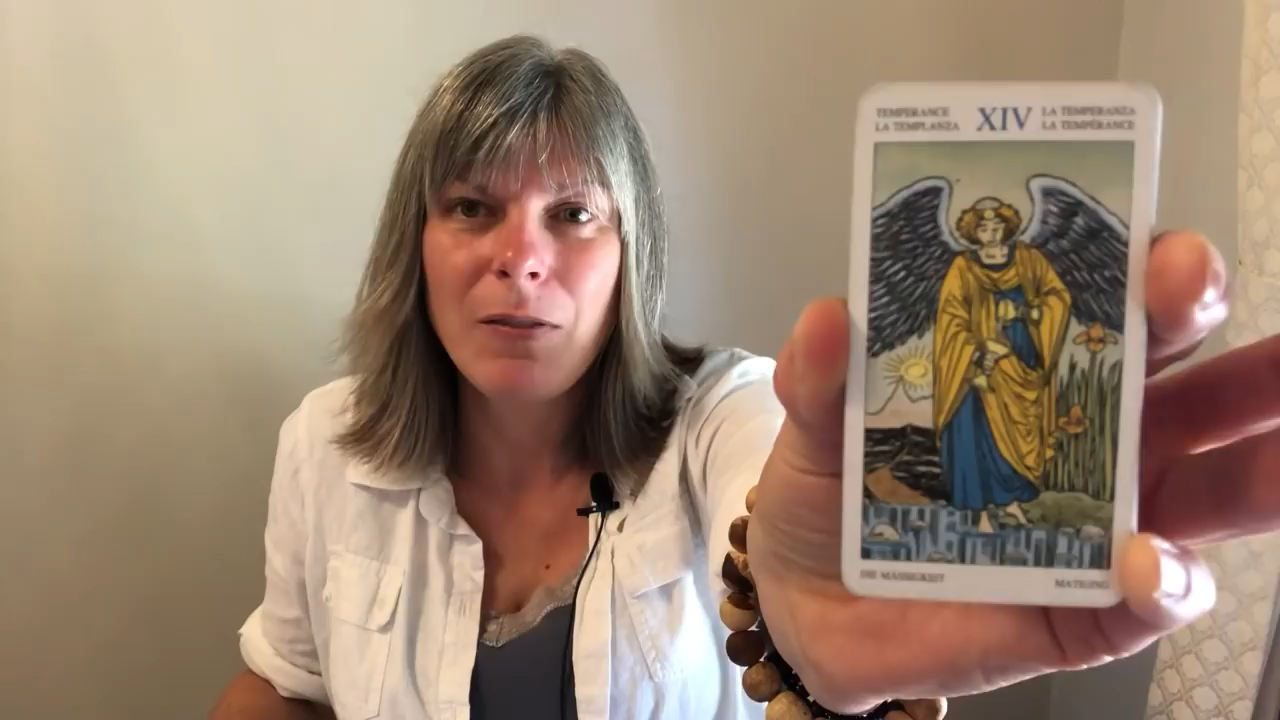 TEMPERANCE
LA TEMPLANZA
XIV
LA TEMPERANZA
LA TEMPÉRANCE
DIE MÄSSIGKEIT
MATIGING